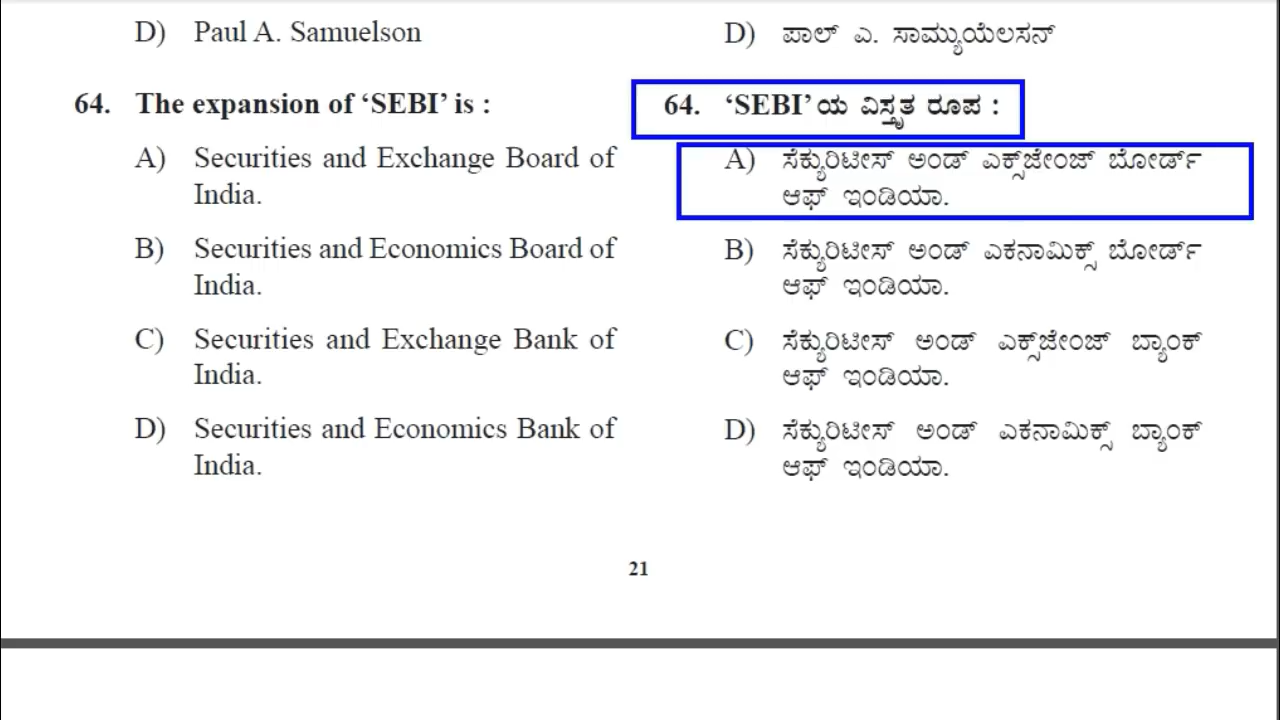 D) Paul A. Samuelson
64. The expansion of ‘SEBI’ is :
A) Securities and Exchange Board of
India.
B) Securities and Economics Board of
India.
C) Securities and Exchange Bank of
India.
D) Securities and Economics Bank of
India.
D) ಪಾಲ್ ಎ. ಸಾಮ್ಯುಯೆಲಸನ್
64. ‘SEBI’ ಯ ವಿಸ್ತೃತ ರೂಪ :
A) ಸೆಕ್ಯುರಿಟೀಸ್ ಅಂಡ್ ಎಕ್ಸ್‌ಜೇಂಜ್ ಬೋರ್ಡ್
ಆಫ್ ಇಂಡಿಯಾ.
B) ಸೆಕ್ಯುರಿಟೀಸ್ ಅಂಡ್ ಎಕನಾಮಿಕ್ಸ್ ಬೋರ್ಡ್
ಆಫ್ ಇಂಡಿಯಾ.
C) ಸೆಕ್ಯುರಿಟೀಸ್ ಅಂಡ್ ಎಕ್ಸ್‌ಜೇಂಜ್ ಬ್ಯಾಂಕ್
ಆಫ್ ಇಂಡಿಯಾ.
D) ಸೆಕ್ಯುರಿಟೀಸ್ ಅಂಡ್ ಎಕನಾಮಿಕ್ಸ್ ಬ್ಯಾಂಕ್
ಆಫ್ ಇಂಡಿಯಾ.
21